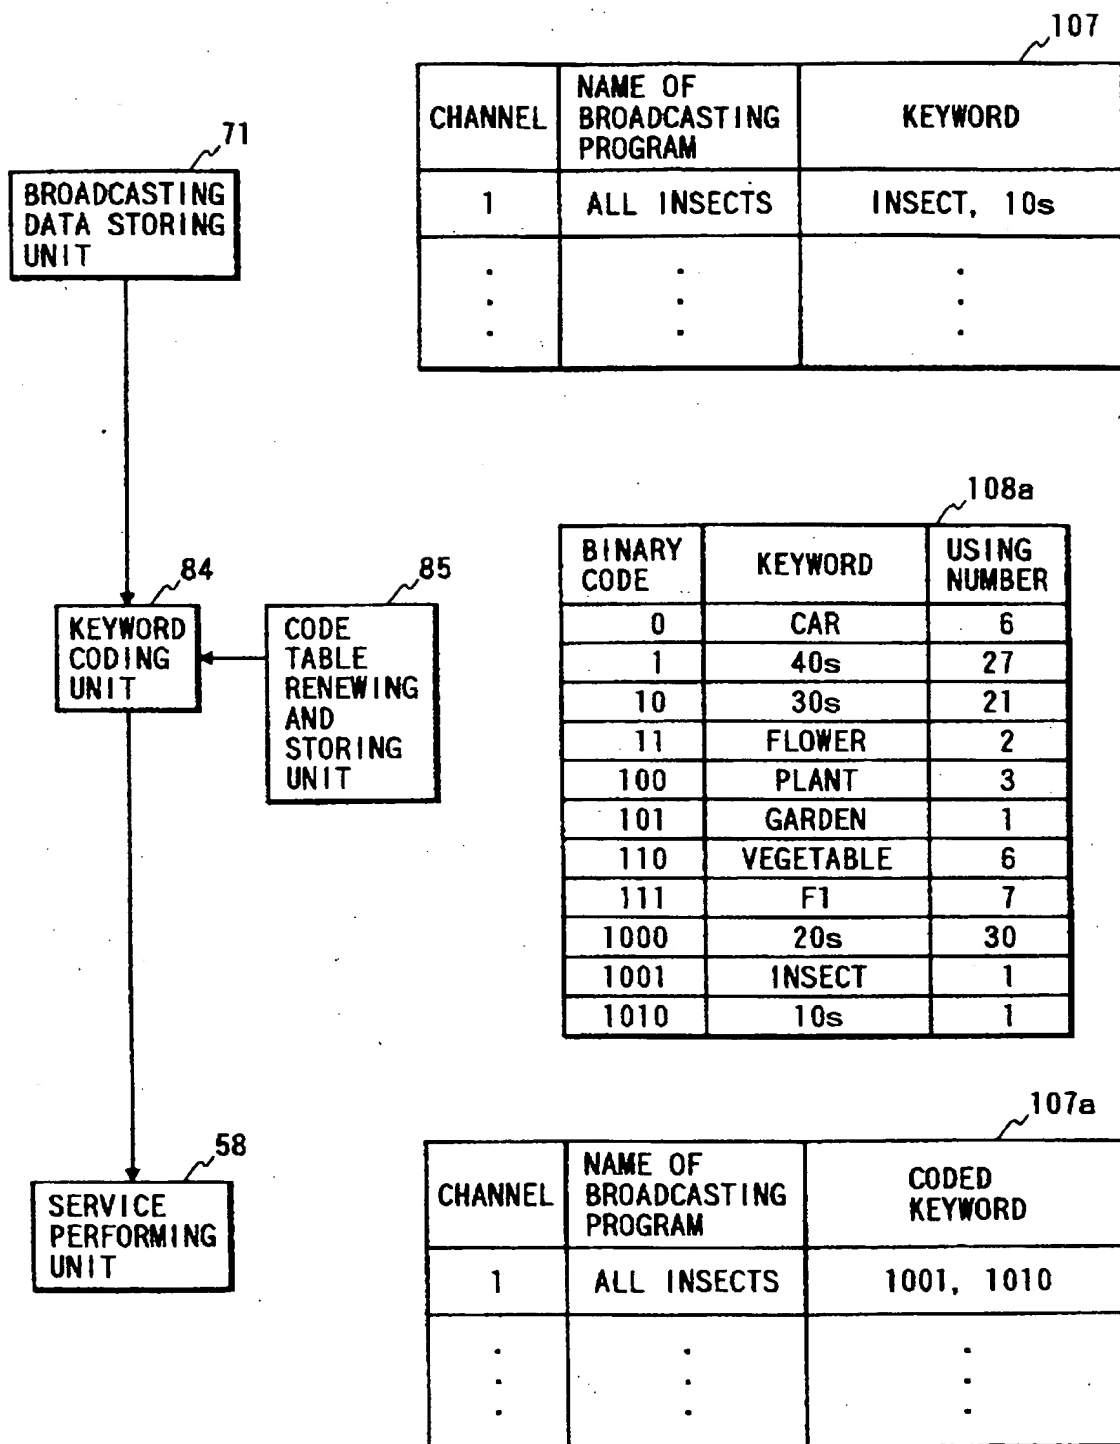 107
CHANNEL
NAME OF
BROADCASTING
PROGRAM
KEYWORD
1 ALL INSECTS INSECT, 10s
71
BROADCASTING
DATA STORING
UNIT
84
KEYWORD
CODING
UNIT
85
CODE
TABLE
RENEWING
AND
STORING
UNIT
108a
BINARY
CODE
KEYWORD
USING
NUMBER
0 CAR 6
1 40s 27
10 30s 21
11 FLOWER 2
100 PLANT 3
101 GARDEN 1
110 VEGETABLE 6
111 F1 7
1000 20s 30
1001 INSECT 1
1010 10s 1
58
SERVICE
PERFORMING
UNIT
107a
CHANNEL
NAME OF
BROADCASTING
PROGRAM
CODED
KEYWORD
1 ALL INSECTS 1001, 1010